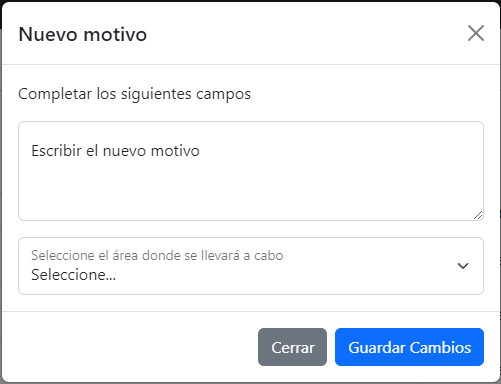 Nuevo motivo
Completar los siguientes campos
Escribir el nuevo motivo
Seleccione el área donde se llevará a cabo
Seleccione...
Cerrar
Guardar Cambios